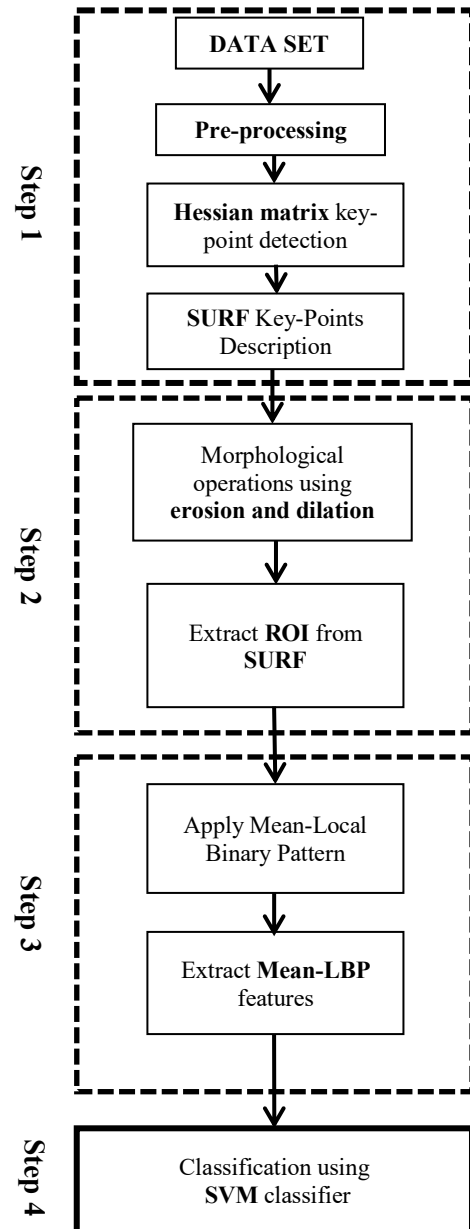 Step 1
DATA SET
Pre-processing
Hessian matrix key-
point detection
SURF Key-Points
Description
Step 2
Morphological
operations using
erosion and dilation
Extract ROI from
SURF
Step 3
Apply Mean-Local
Binary Pattern
Extract Mean-LBP
features
Step 4
Classification using
SVM classifier